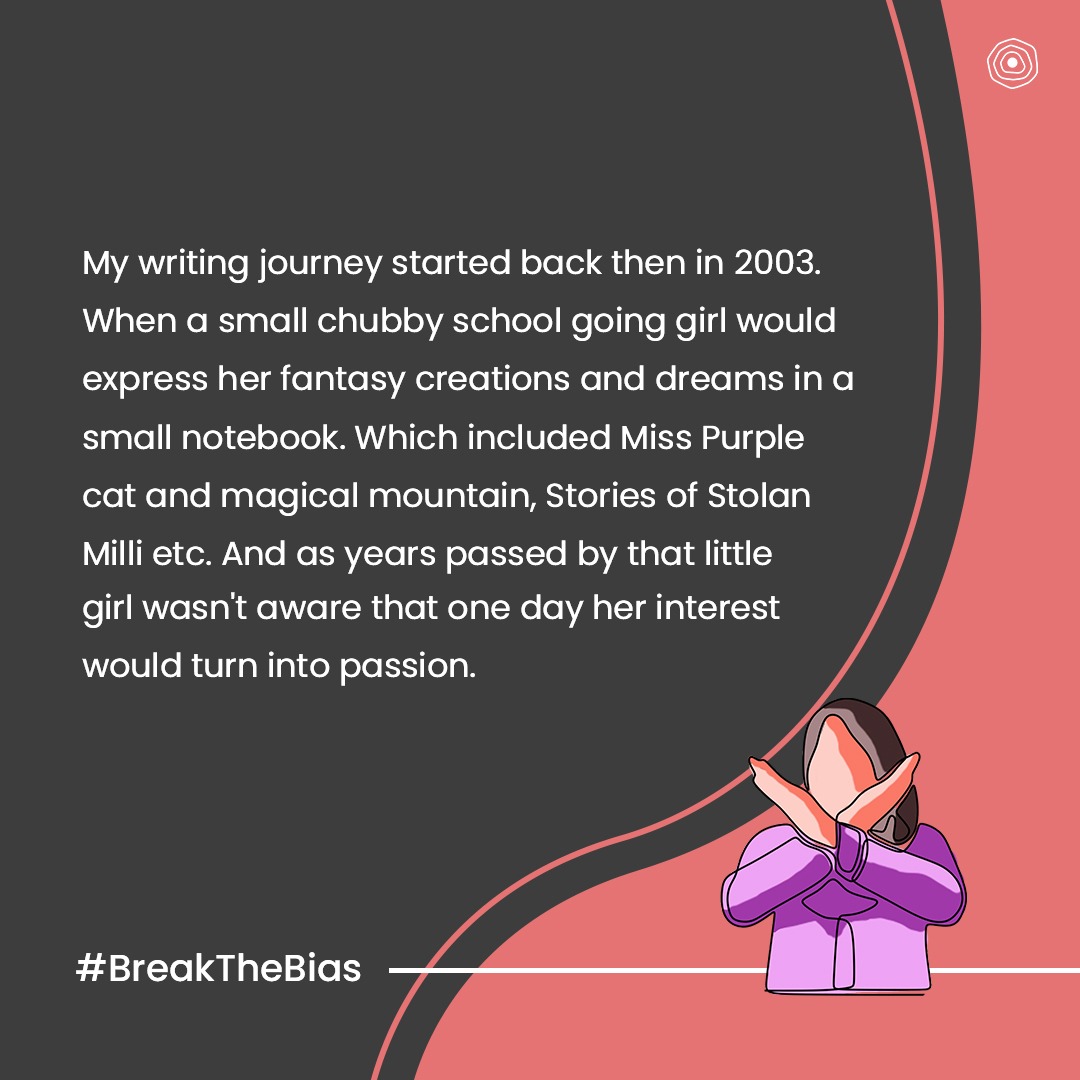 My writing journey started back then in 2003.
When a small chubby school going girl would
express her fantasy creations and dreams in a
small notebook. Which included Miss Purple
cat and magical mountain, Stories of Stolan
Milli etc. And as years passed by that little
girl wasn't aware that one day her interest
would turn into passion.
#BreakTheBias